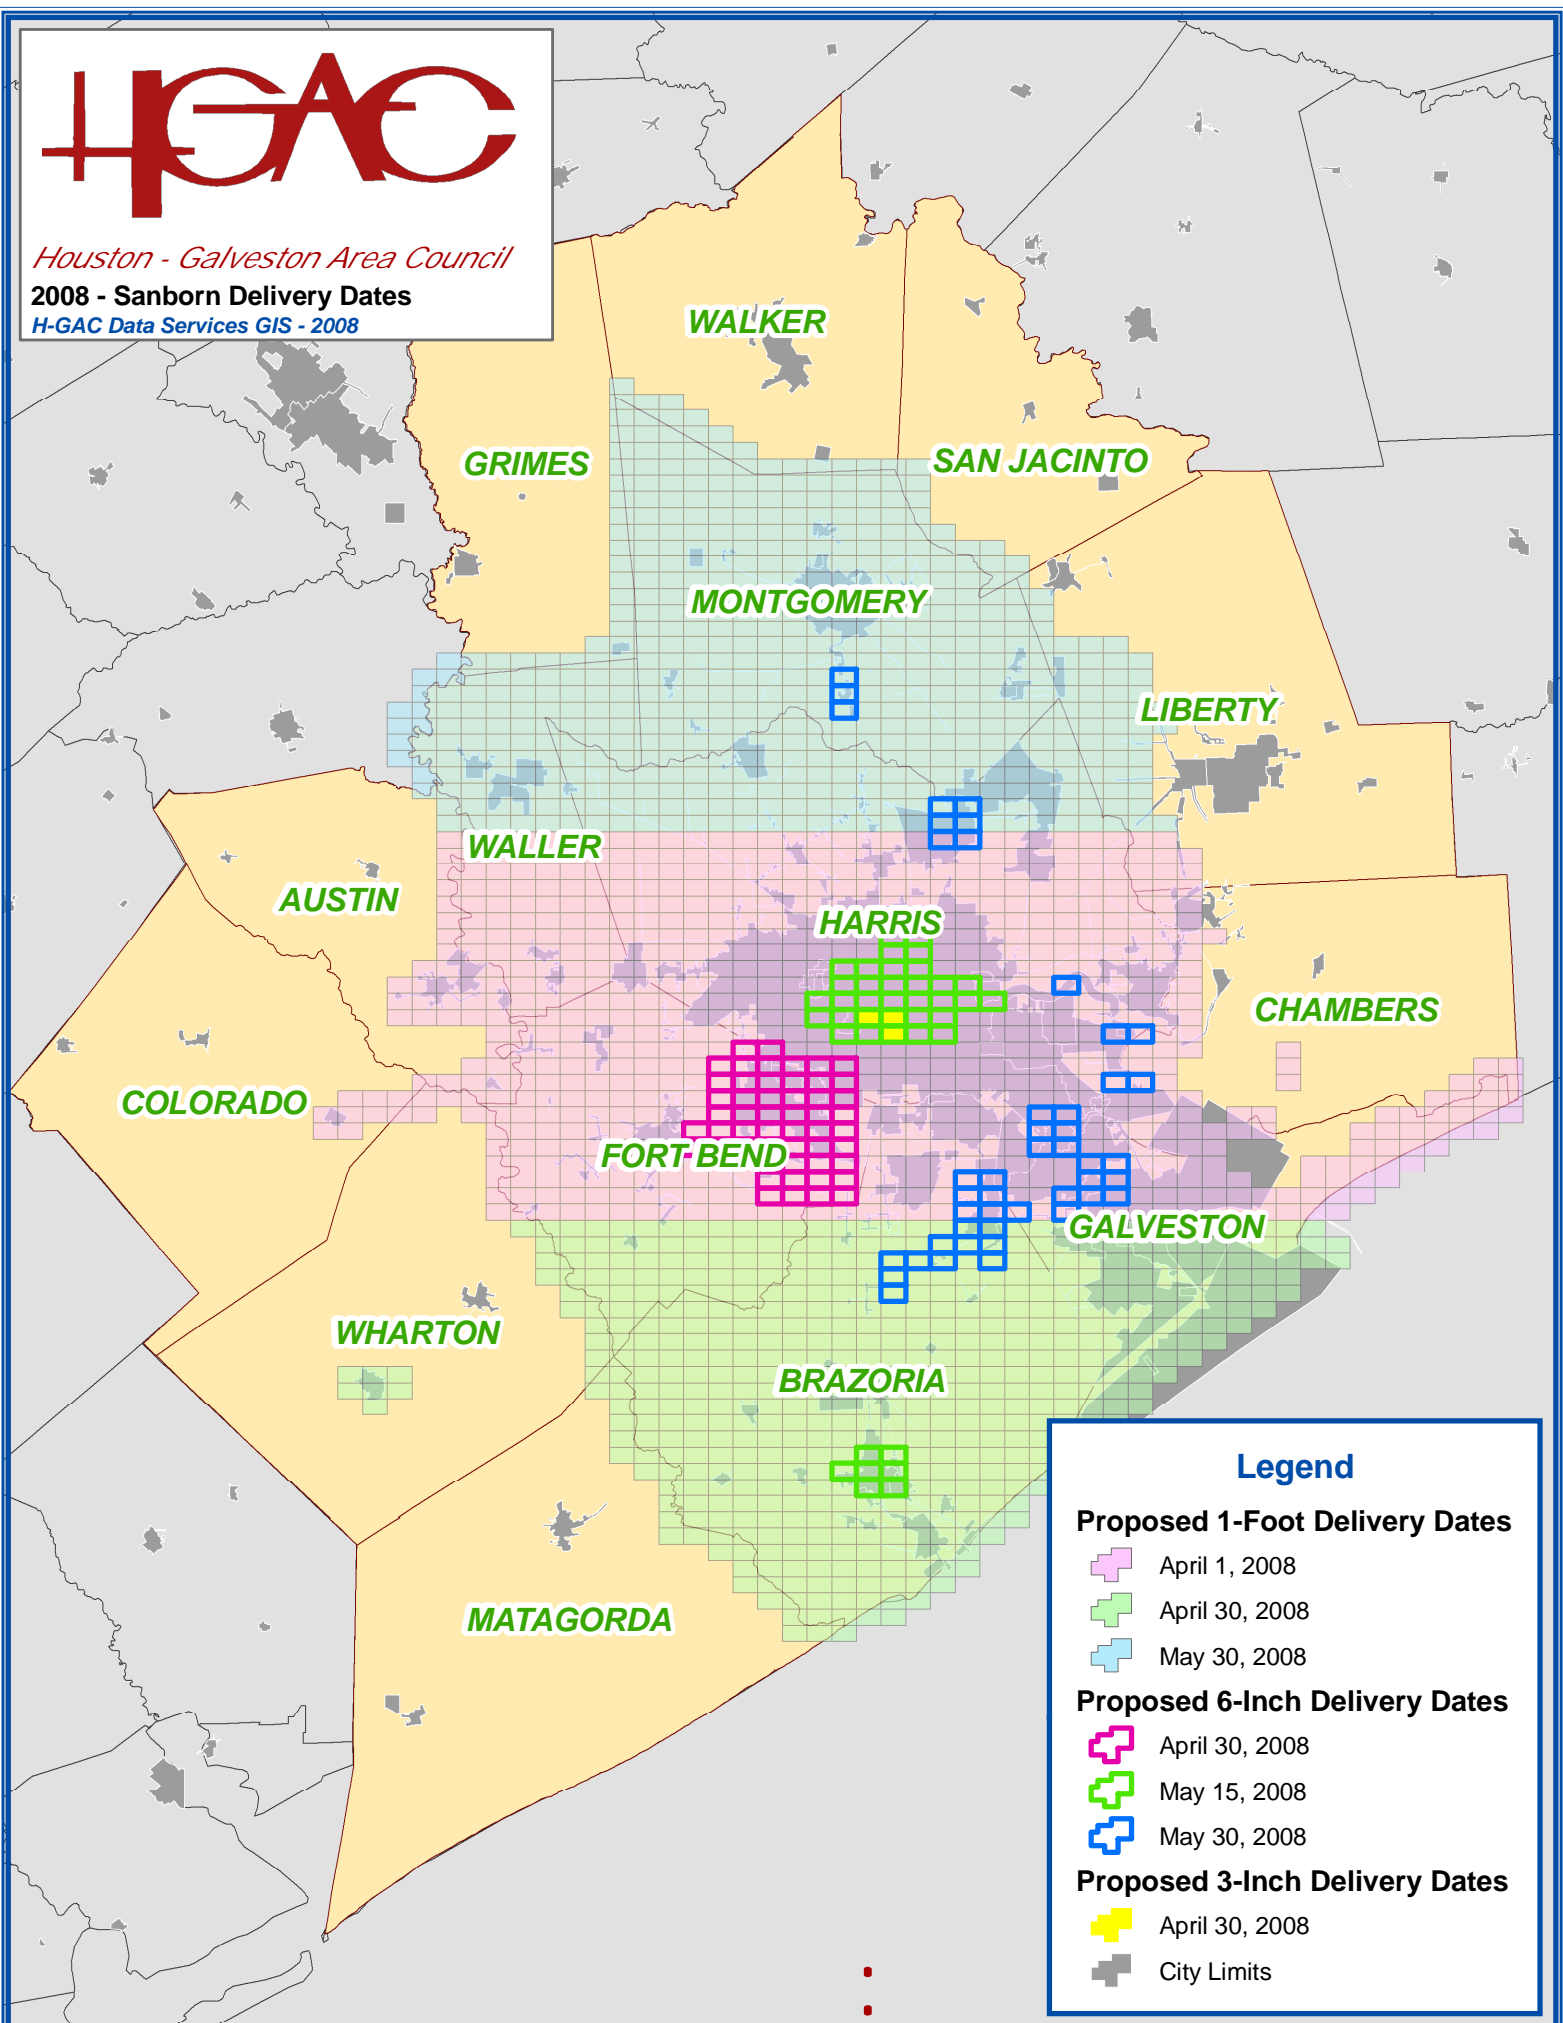 HGAC
Houston - Galveston Area Council
2008 - Sanborn Delivery Dates
H-GAC Data Services GIS - 2008
WALKER
GRIMES
SAN JACINTO
MONTGOMERY
LIBERTY
WALLER
AUSTIN
HARRIS
CHAMBERS
COLORADO
FORT BEND
GALVESTON
WHARTON
BRAZORIA
MATAGORDA
Legend
Proposed 1-Foot Delivery Dates
April 1, 2008
April 30, 2008
May 30, 2008
Proposed 6-Inch Delivery Dates
April 30, 2008
May 15, 2008
May 30, 2008
Proposed 3-Inch Delivery Dates
April 30, 2008
City Limits